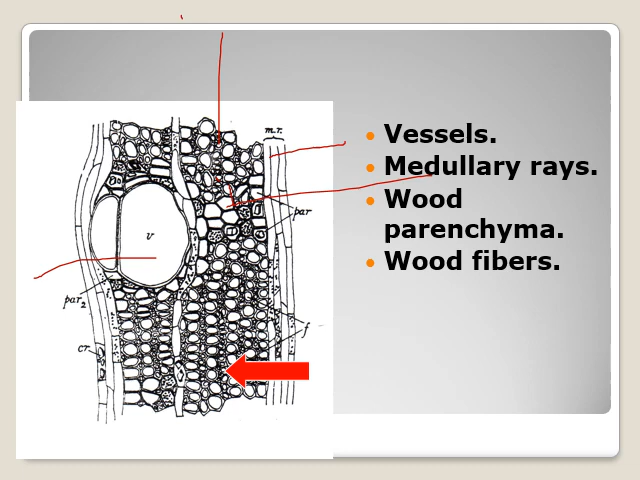 m.r.
Vessels.
Medullary rays.
Wood
parenchyma.
Wood fibers.
par
v
par₂
f
cr